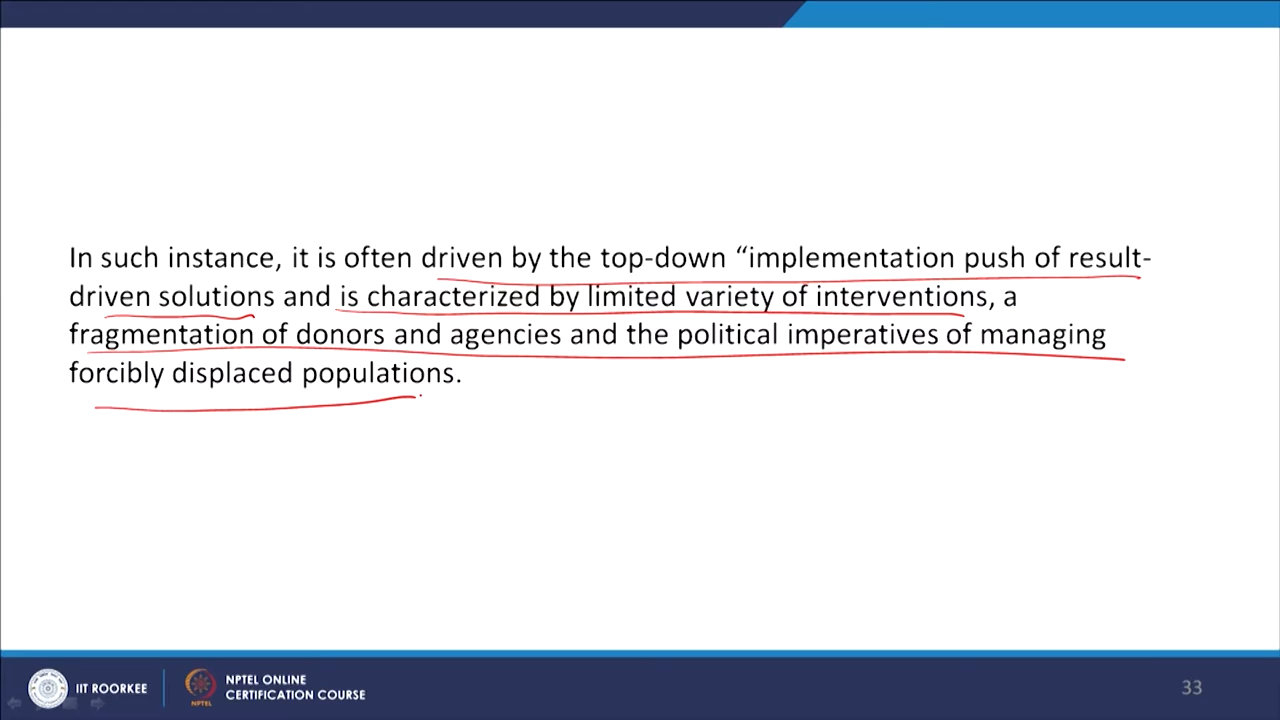 In such instance, it is often driven by the top-down “implementation push of result-
driven solutions and is characterized by limited variety of interventions, a
fragmentation of donors and agencies and the political imperatives of managing
forcibly displaced populations.
IIT ROORKEE
NPTEL ONLINE
CERTIFICATION COURSE
NPTEL
33